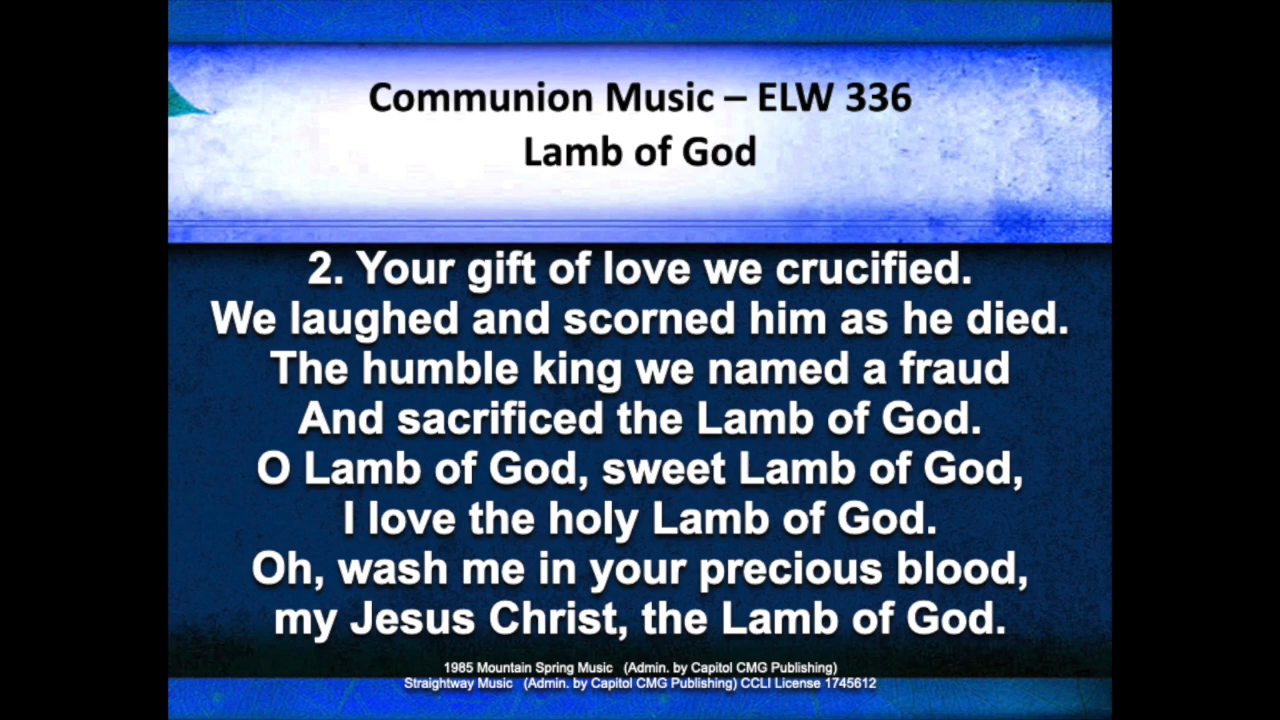 Communion Music – ELW 336
Lamb of God
2. Your gift of love we crucified.
We laughed and scorned him as he died.
The humble king we named a fraud
And sacrificed the Lamb of God.
O Lamb of God, sweet Lamb of God,
I love the holy Lamb of God.
Oh, wash me in your precious blood,
my Jesus Christ, the Lamb of God.
1985 Mountain Spring Music (Admin. by Capitol CMG Publishing)
Straightway Music (Admin. by Capitol CMG Publishing) CCLI License 1745612